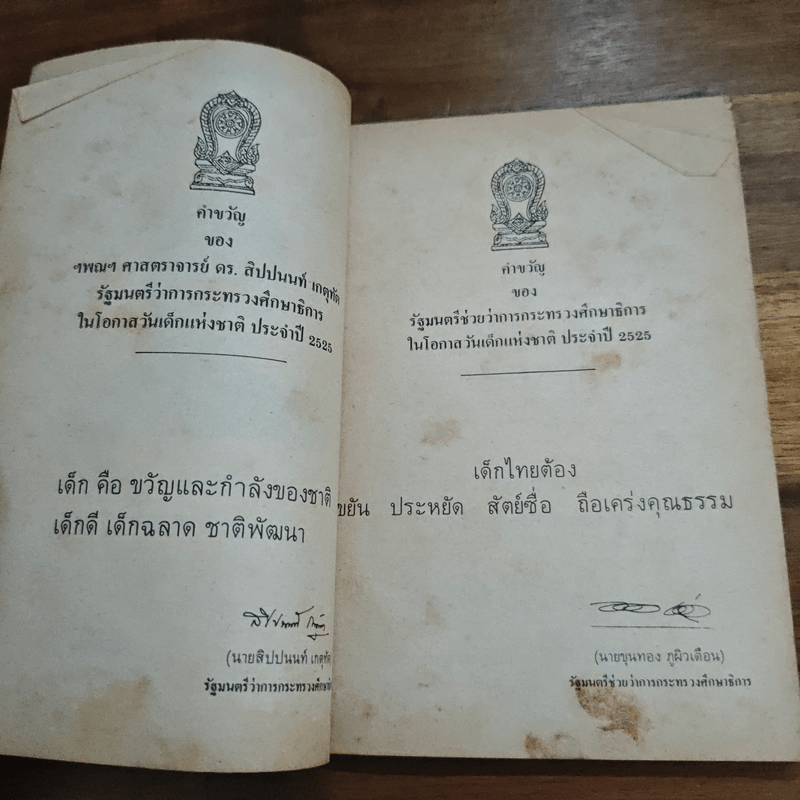 คำขวัญ
ของ
ฯพณฯ ศาสตราจารย์ ดร. สิปปนนท์ เกตุทัต
รัฐมนตรีว่าการกระทรวงศึกษาธิการ
ในโอกาสวันเด็กแห่งชาติ ประจำปี 2525
เด็ก คือ ขวัญและกำลังของชาติ
เด็กดี เด็กฉลาด ชาติพัฒนา
(นายสิปปนนท์ เกตุทัต
รัฐมนตรีว่าการกระทรวงศึกษา
คำขวัญ
ของ
รัฐมนตรีช่วยว่าการกระทรวงศึกษาธิการ
ในโอกาสวันเด็กแห่งชาติ ประจำปี 2525
เด็กไทยต้อง
ขยัน ประหยัด สัตย์ซื่อ ถือเคร่งคุณธรรม
(นายขุนทอง ภูผิวเดือน)
รัฐมนตรีช่วยว่าการกระทรวงศึกษาธิการ